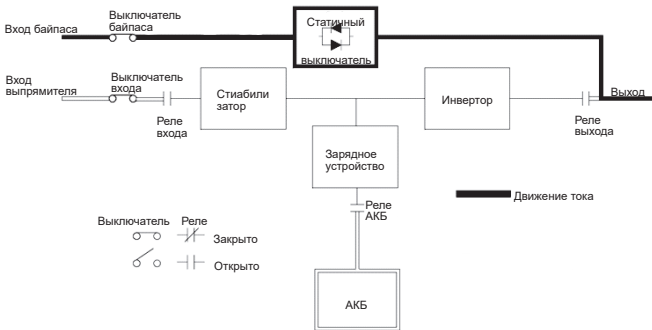 Вход байпаса
Выключатель
байпаса
Статичный
выключатель
Вход
выпрямителя
Выключатель
входа
Реле
входа
Стиабили
затор
Инвертор
Выход
Реле
выхода
Зарядное
устройство
Реле
АКБ
Движение тока
Выключатель Реле
Закрыто
Открыто
АКБ